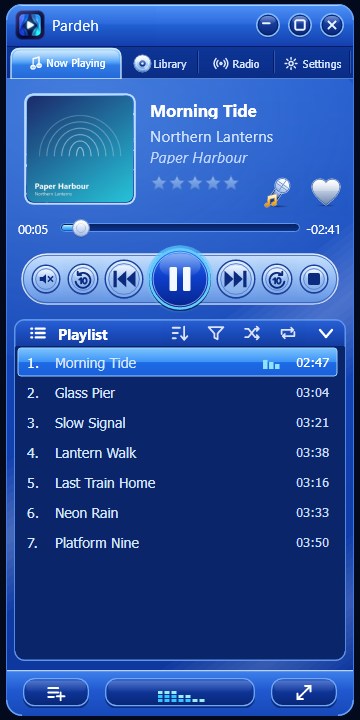 Pardeh
Now Playing
Library
Radio
Settings
Morning Tide
Northern Lanterns
Paper Harbour
Paper Harbour
Northern Lanterns
00:05
-02:41
10
10
Playlist
1. Morning Tide 02:47
2. Glass Pier 03:04
3. Slow Signal 03:21
4. Lantern Walk 03:38
5. Last Train Home 03:16
6. Neon Rain 03:33
7. Platform Nine 03:50